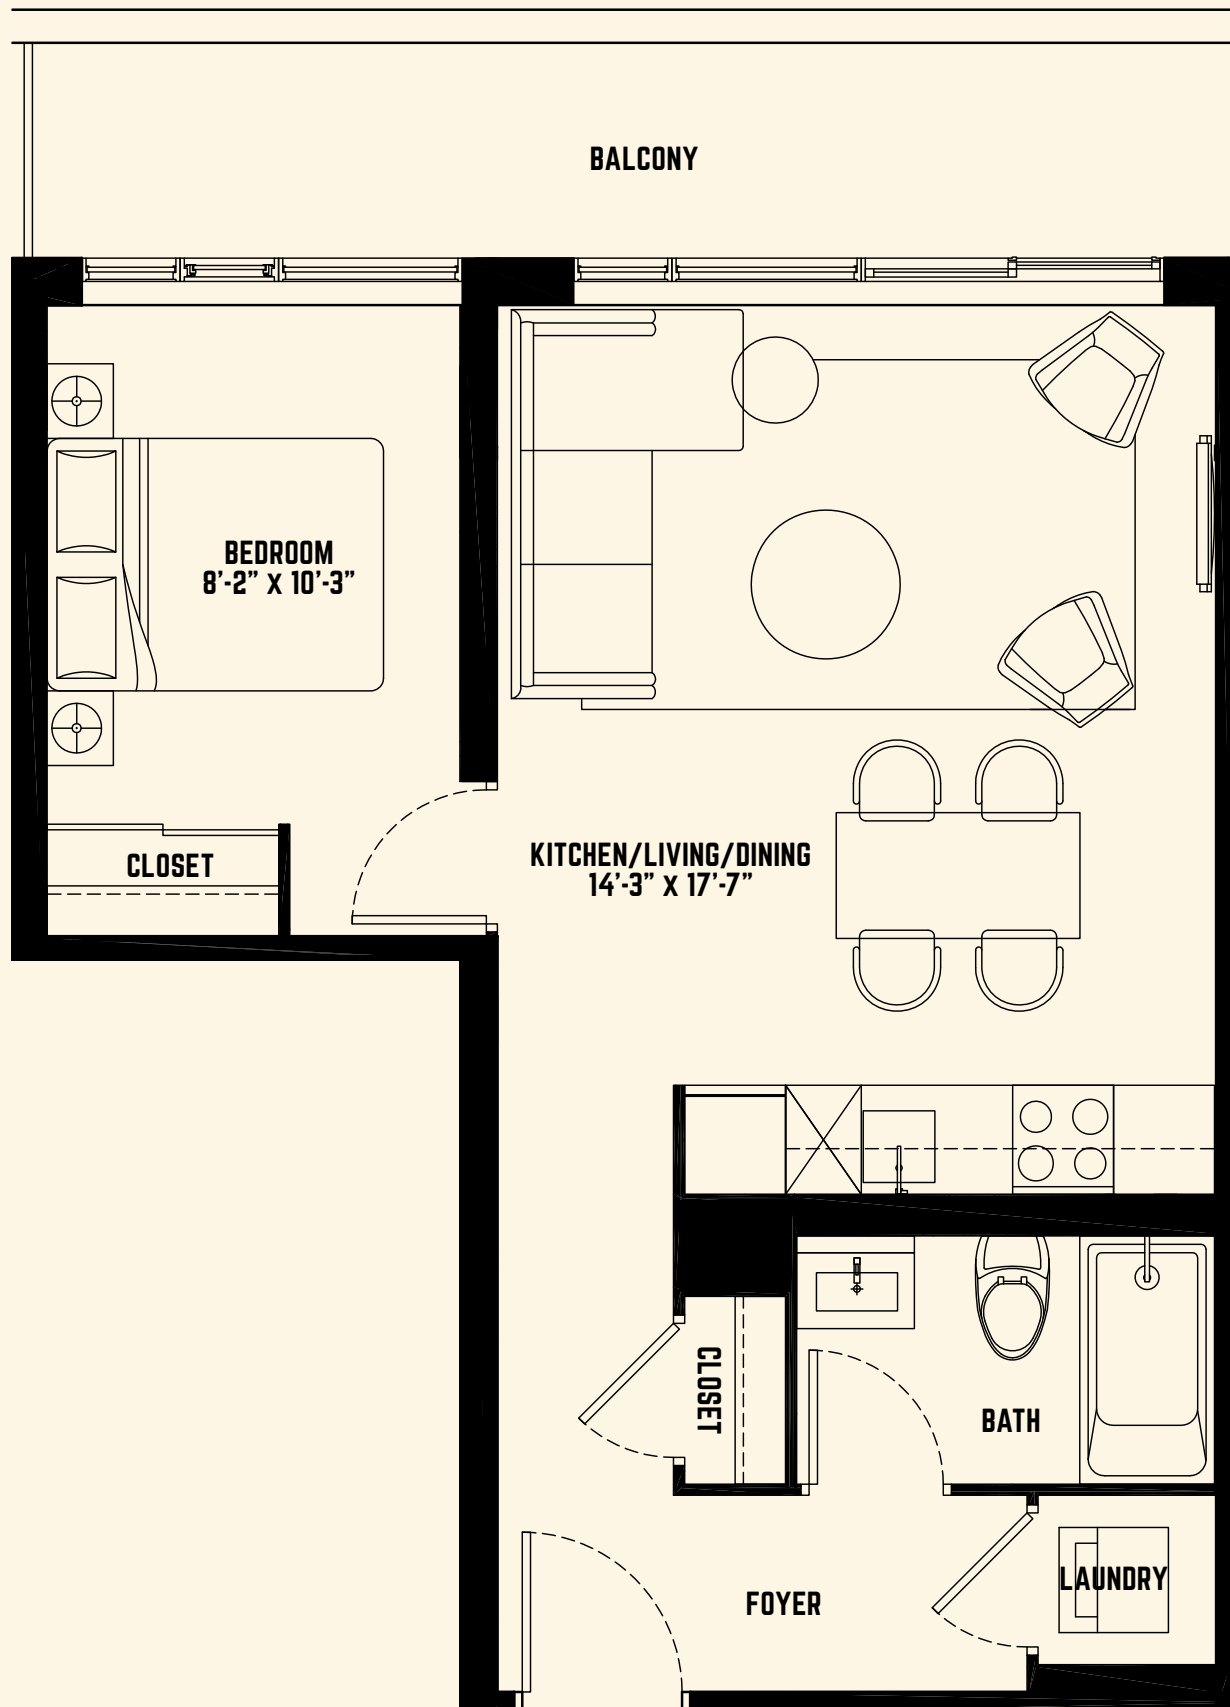 BALCONY
BEDROOM
8'-2" X 10'-3"
CLOSET
KITCHEN/LIVING/DINING
14'-3" X 17'-7"
CLOSET
BATH
LAUNDRY
FOYER